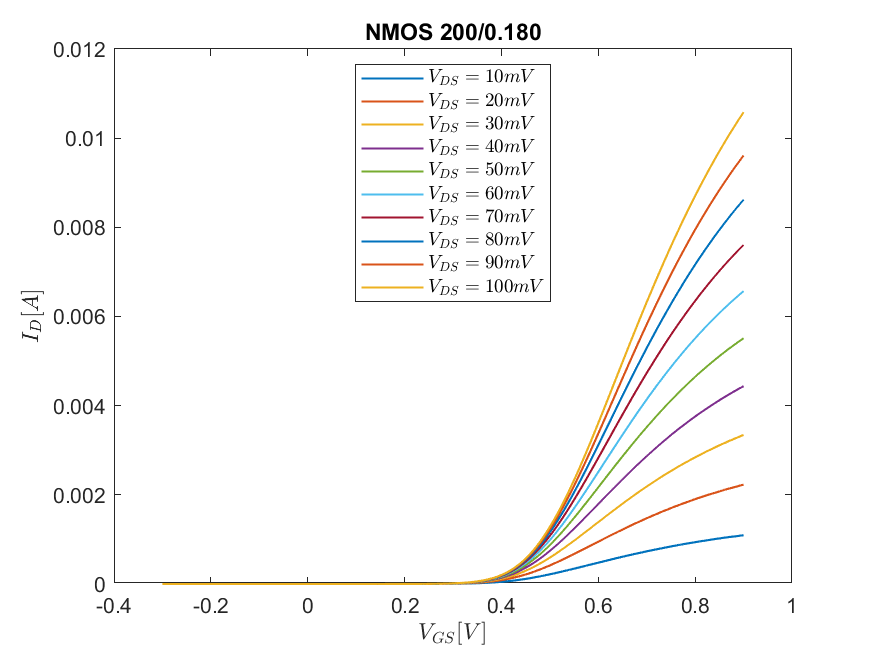 NMOS 200/0.180
0.012
0.01
0.008
0.006
0.004
0.002
0
I_D[A]
V_DS = 10mV
V_DS = 20mV
V_DS = 30mV
V_DS = 40mV
V_DS = 50mV
V_DS = 60mV
V_DS = 70mV
V_DS = 80mV
V_DS = 90mV
V_DS = 100mV
-0.4 -0.2 0 0.2 0.4 0.6 0.8 1
V_GS[V]